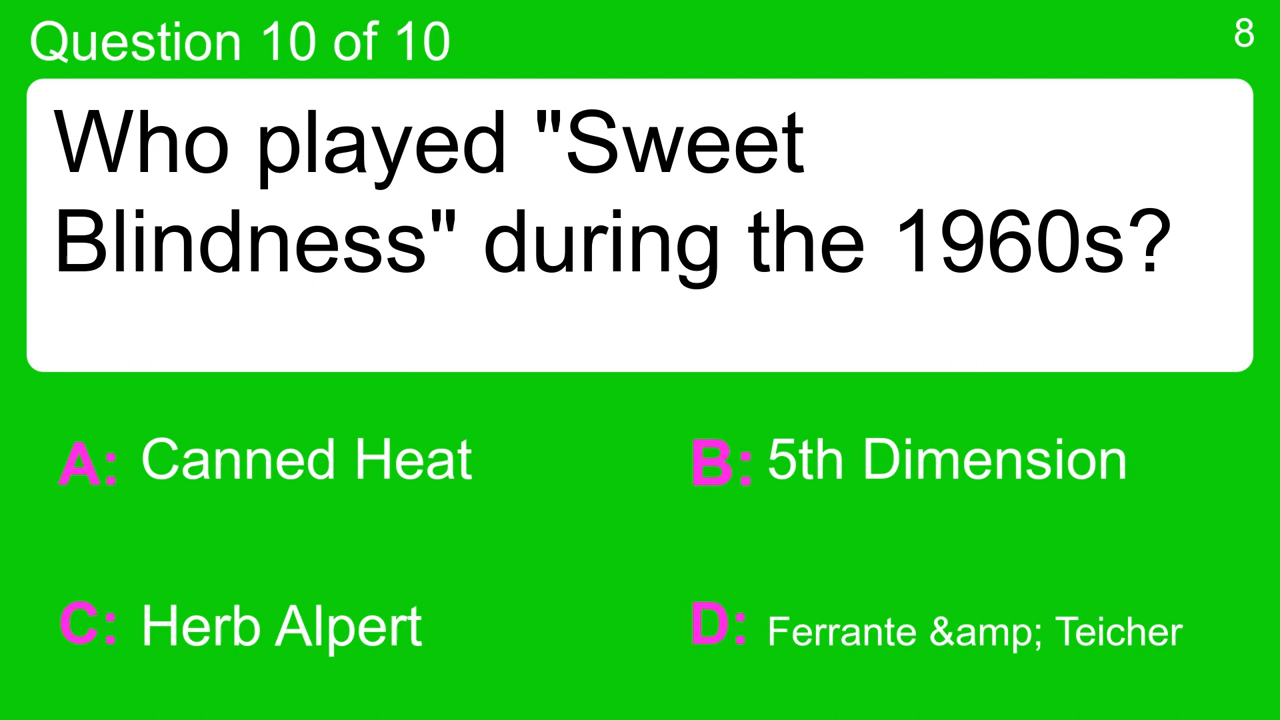 Question 10 of 10
8
Who played "Sweet
Blindness" during the 1960s?
A: Canned Heat
B: 5th Dimension
C: Herb Alpert
D: Ferrante &amp; Teicher